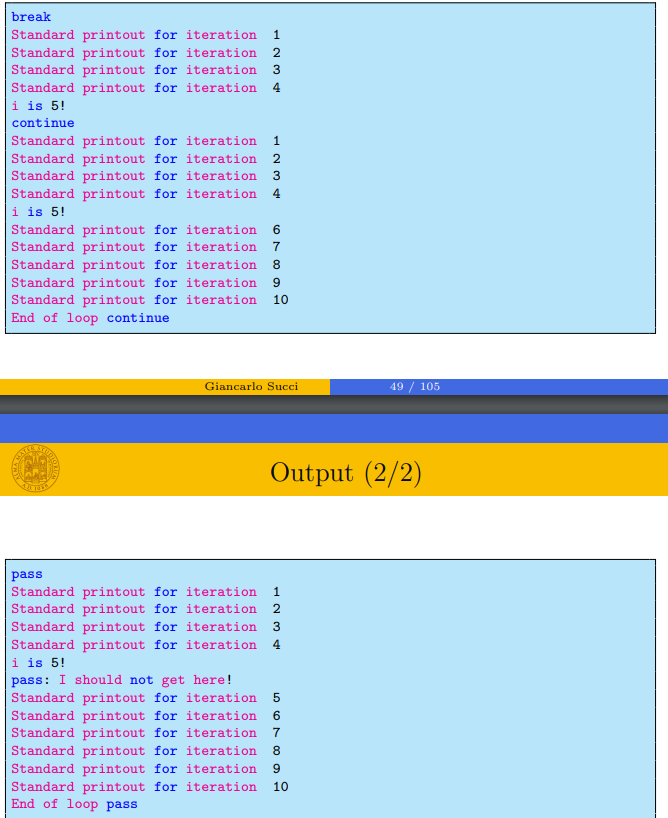 break
Standard printout for iteration 1
Standard printout for iteration 2
Standard printout for iteration 3
Standard printout for iteration 4
i is 5!
continue
Standard printout for iteration 1
Standard printout for iteration 2
Standard printout for iteration 3
Standard printout for iteration 4
i is 5!
Standard printout for iteration 6
Standard printout for iteration 7
Standard printout for iteration 8
Standard printout for iteration 9
Standard printout for iteration 10
End of loop continue
Giancarlo Succi 49 / 105
Output (2/2)
pass
Standard printout for iteration 1
Standard printout for iteration 2
Standard printout for iteration 3
Standard printout for iteration 4
i is 5!
pass: I should not get here!
Standard printout for iteration 5
Standard printout for iteration 6
Standard printout for iteration 7
Standard printout for iteration 8
Standard printout for iteration 9
Standard printout for iteration 10
End of loop pass